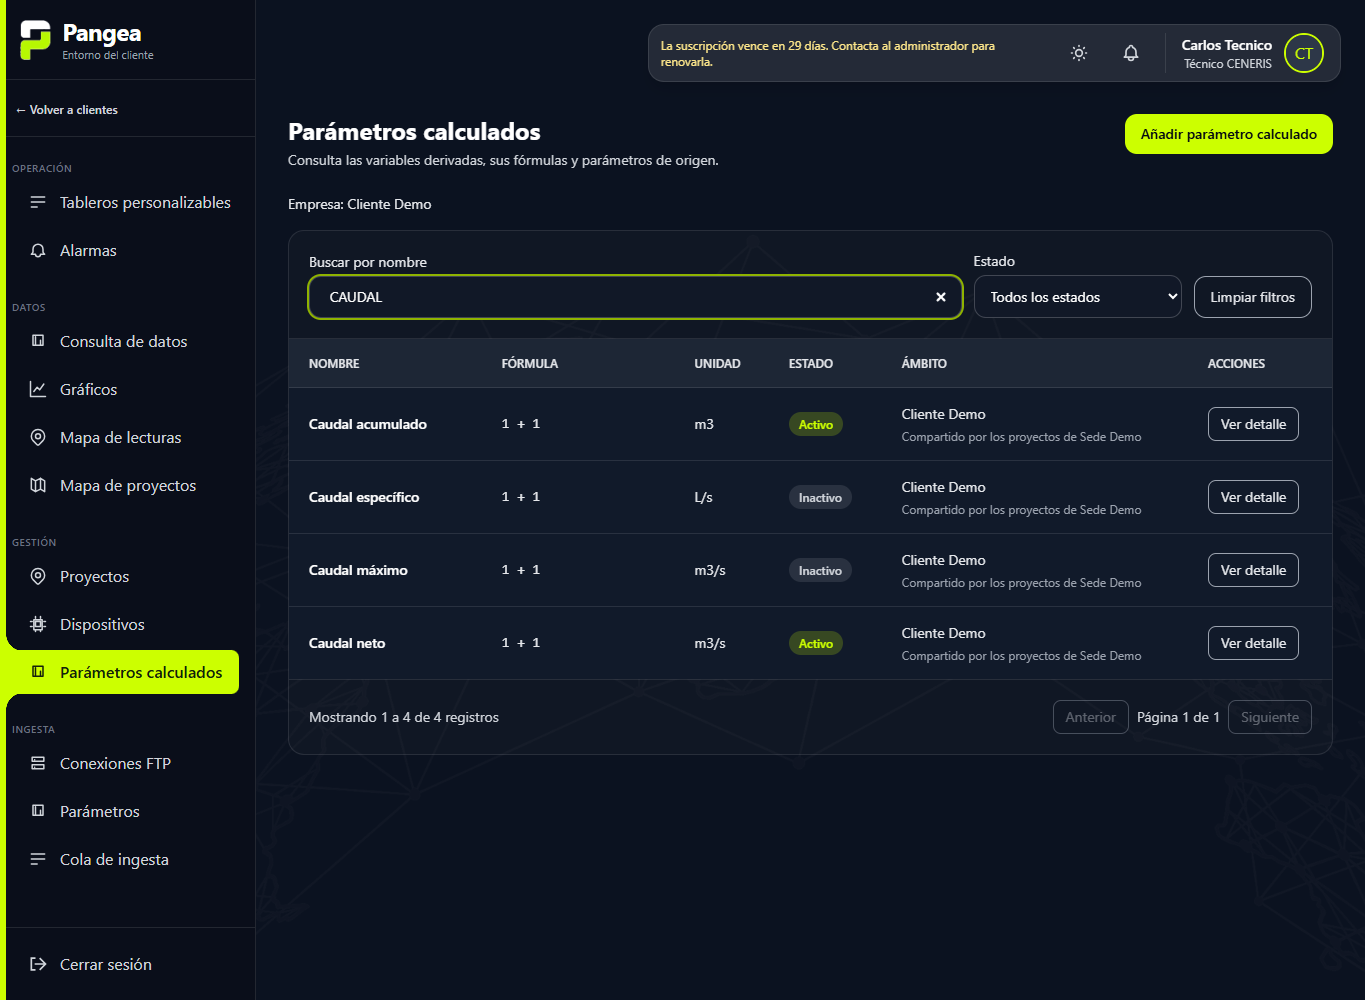 Pangea
Entorno del cliente
← Volver a clientes
OPERACIÓN
Tableros personalizables
Alarmas
DATOS
Consulta de datos
Gráficos
Mapa de lecturas
Mapa de proyectos
GESTIÓN
Proyectos
Dispositivos
Parámetros calculados
INGESTA
Conexiones FTP
Parámetros
Cola de ingesta
Cerrar sesión
La suscripción vence en 29 días. Contacta al administrador para
renovarla.
Carlos Tecnico
Técnico CENERIS
CT
Parámetros calculados
Consulta las variables derivadas, sus fórmulas y parámetros de origen.
Añadir parámetro calculado
Empresa: Cliente Demo
Buscar por nombre
CAUDAL
Estado
Todos los estados
Limpiar filtros
NOMBRE FÓRMULA UNIDAD ESTADO ÁMBITO ACCIONES
Caudal acumulado 1 + 1 m3 Activo Cliente Demo Ver detalle
Compartido por los proyectos de Sede Demo
Caudal específico 1 + 1 L/s Inactivo Cliente Demo Ver detalle
Compartido por los proyectos de Sede Demo
Caudal máximo 1 + 1 m3/s Inactivo Cliente Demo Ver detalle
Compartido por los proyectos de Sede Demo
Caudal neto 1 + 1 m3/s Activo Cliente Demo Ver detalle
Compartido por los proyectos de Sede Demo
Mostrando 1 a 4 de 4 registros
Anterior Página 1 de 1 Siguiente